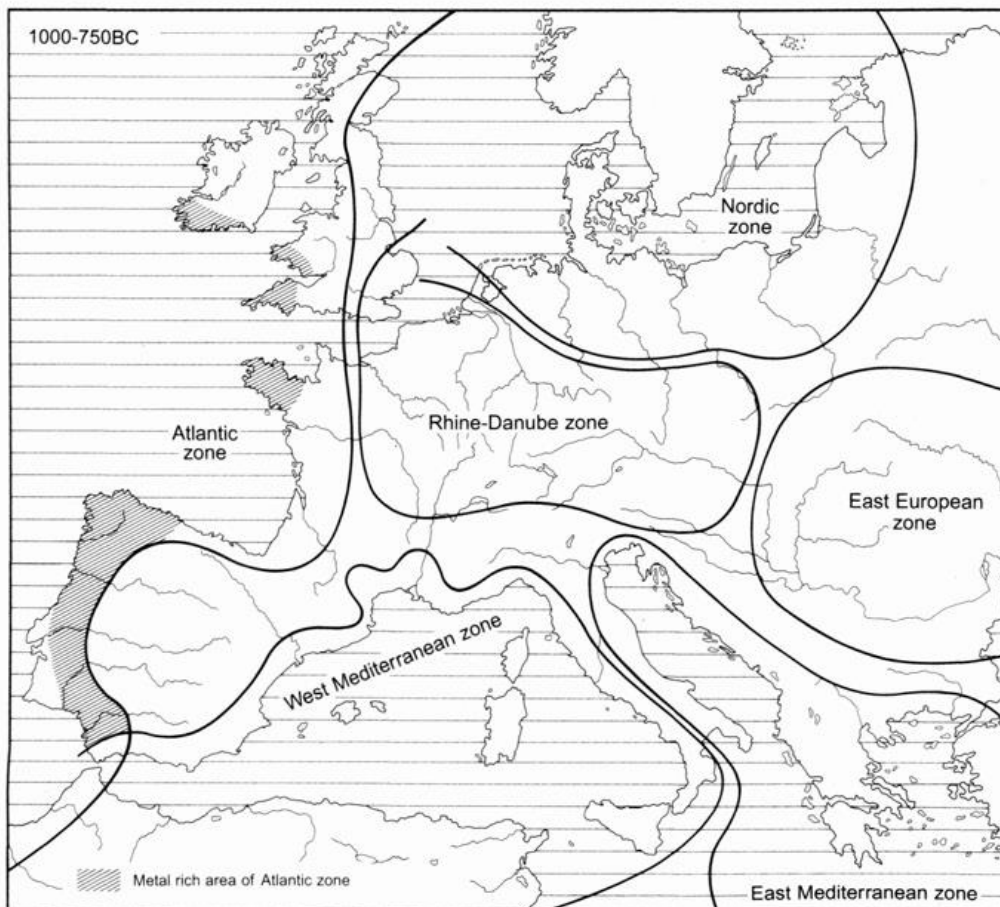 1000-750BC
Nordic
zone
Atlantic
zone
Rhine-Danube zone
East European
zone
West Mediterranean zone
Metal rich area of Atlantic zone
East Mediterranean zone